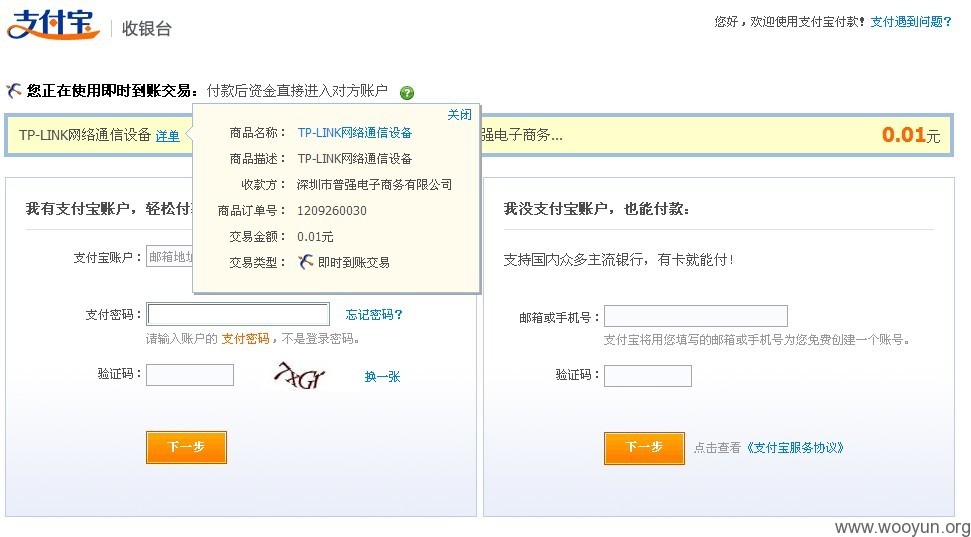 支付宝 收银台
您好，欢迎使用支付宝付款！ 支付遇到问题？
您正在使用即时到账交易：付款后资金直接进入对方账户 ?
TP-LINK网络通信设备 详单
强电子商务... 0.01元
关闭
商品名称： TP-LINK网络通信设备
商品描述： TP-LINK网络通信设备
收款方： 深圳市普强电子商务有限公司
商品订单号： 1209260030
交易金额： 0.01元
交易类型： 即时到账交易
我有支付宝账户，轻松付
支付宝账户： 邮箱地
支付密码： 忘记密码？
请输入账户的 支付密码，不是登录密码。
验证码： 换一张
下一步
我没支付宝账户，也能付款：
支持国内众多主流银行，有卡就能付！
邮箱或手机号：
支付宝将用您填写的邮箱或手机号为您免费创建一个账号。
验证码：
下一步 点击查看《支付宝服务协议》
www.wooyun.org